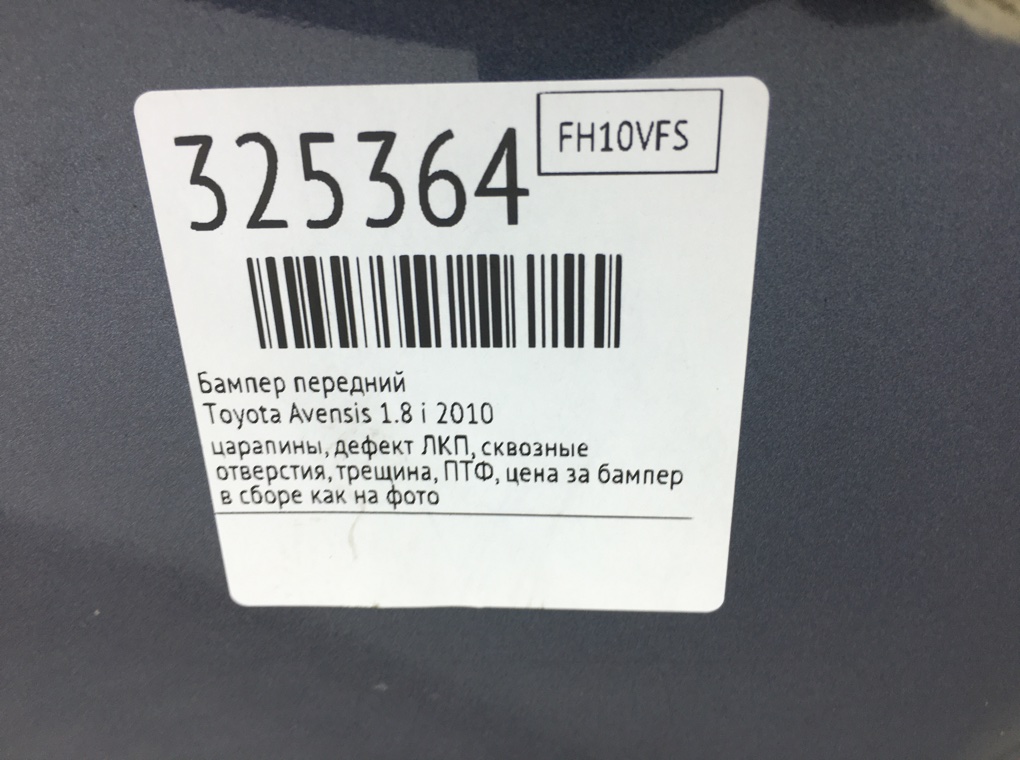 325364
FH10VFS
Бампер передний
Toyota Avensis 1.8 i 2010
царапины, дефект ЛКП, сквозные
отверстия, трещина, ПТФ, цена за бампер
в сборе как на фото